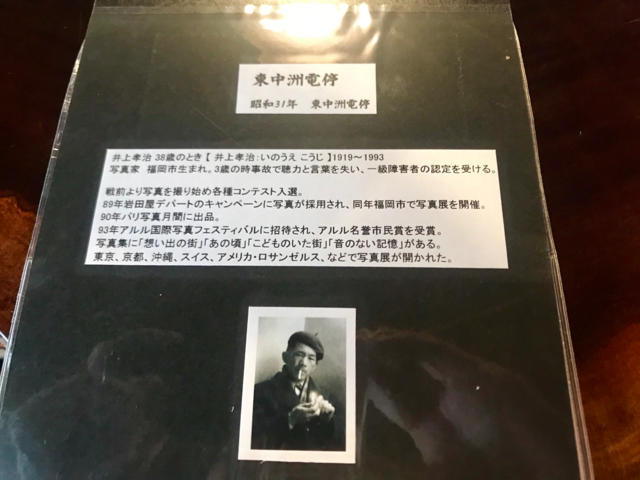 東中洲電停
昭和31年 東中洲電停
井上孝治 38歳のとき【 井上孝治：いのうえ こうじ 】1919～1993
写真家 福岡市生まれ。3歳の時事故で聴力と言葉を失い、一級障害者の認定を受ける。
戦前より写真を撮り始め各種コンテスト入選。
89年岩田屋デパートのキャンペーンに写真が採用され、同年福岡市で写真展を開催。
90年パリ写真月間に出品。
93年アルル国際写真フェスティバルに招待され、アルル名誉市民賞を受賞。
写真集に「想い出の街」「あの頃」「こどものいた街」「音のない記憶」がある。
東京、京都、沖縄、スイス、アメリカ・ロサンゼルス、などで写真展が開かれた。